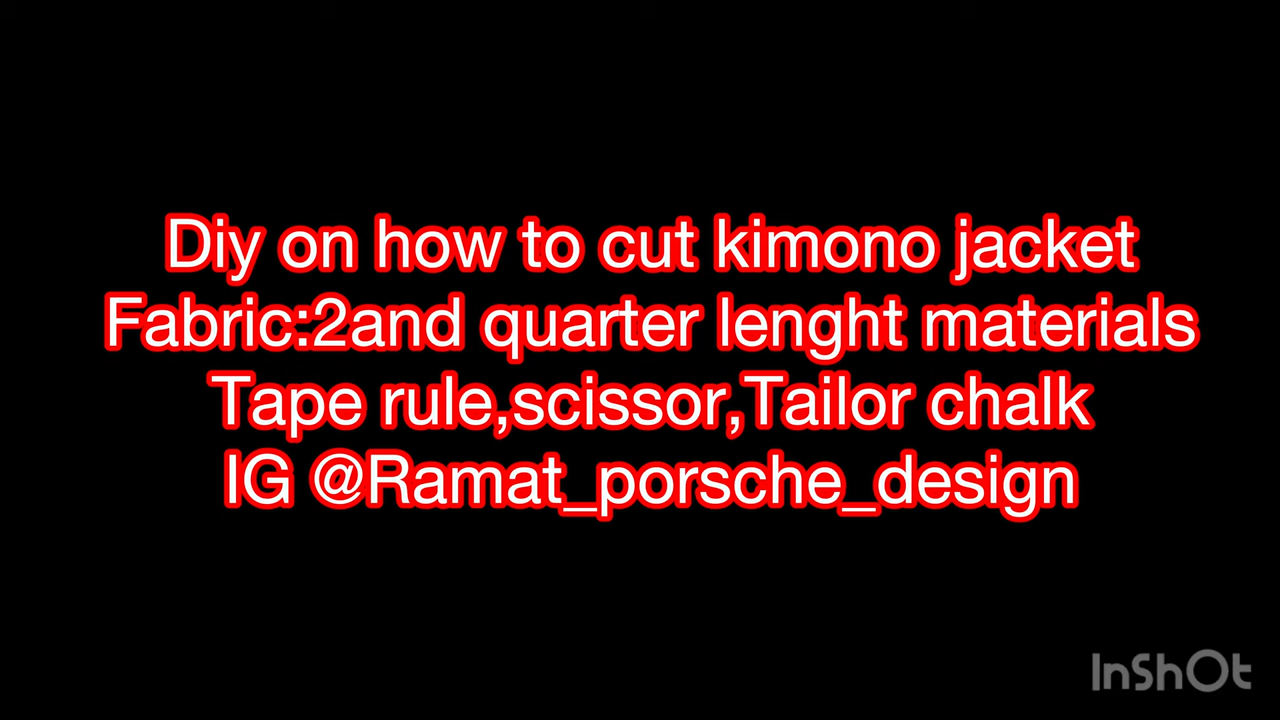 Diy on how to cut kimono jacket
Fabric:2and quarter lenght materials
Tape rule,scissor,Tailor chalk
IG @Ramat_porsche_design
InShOt